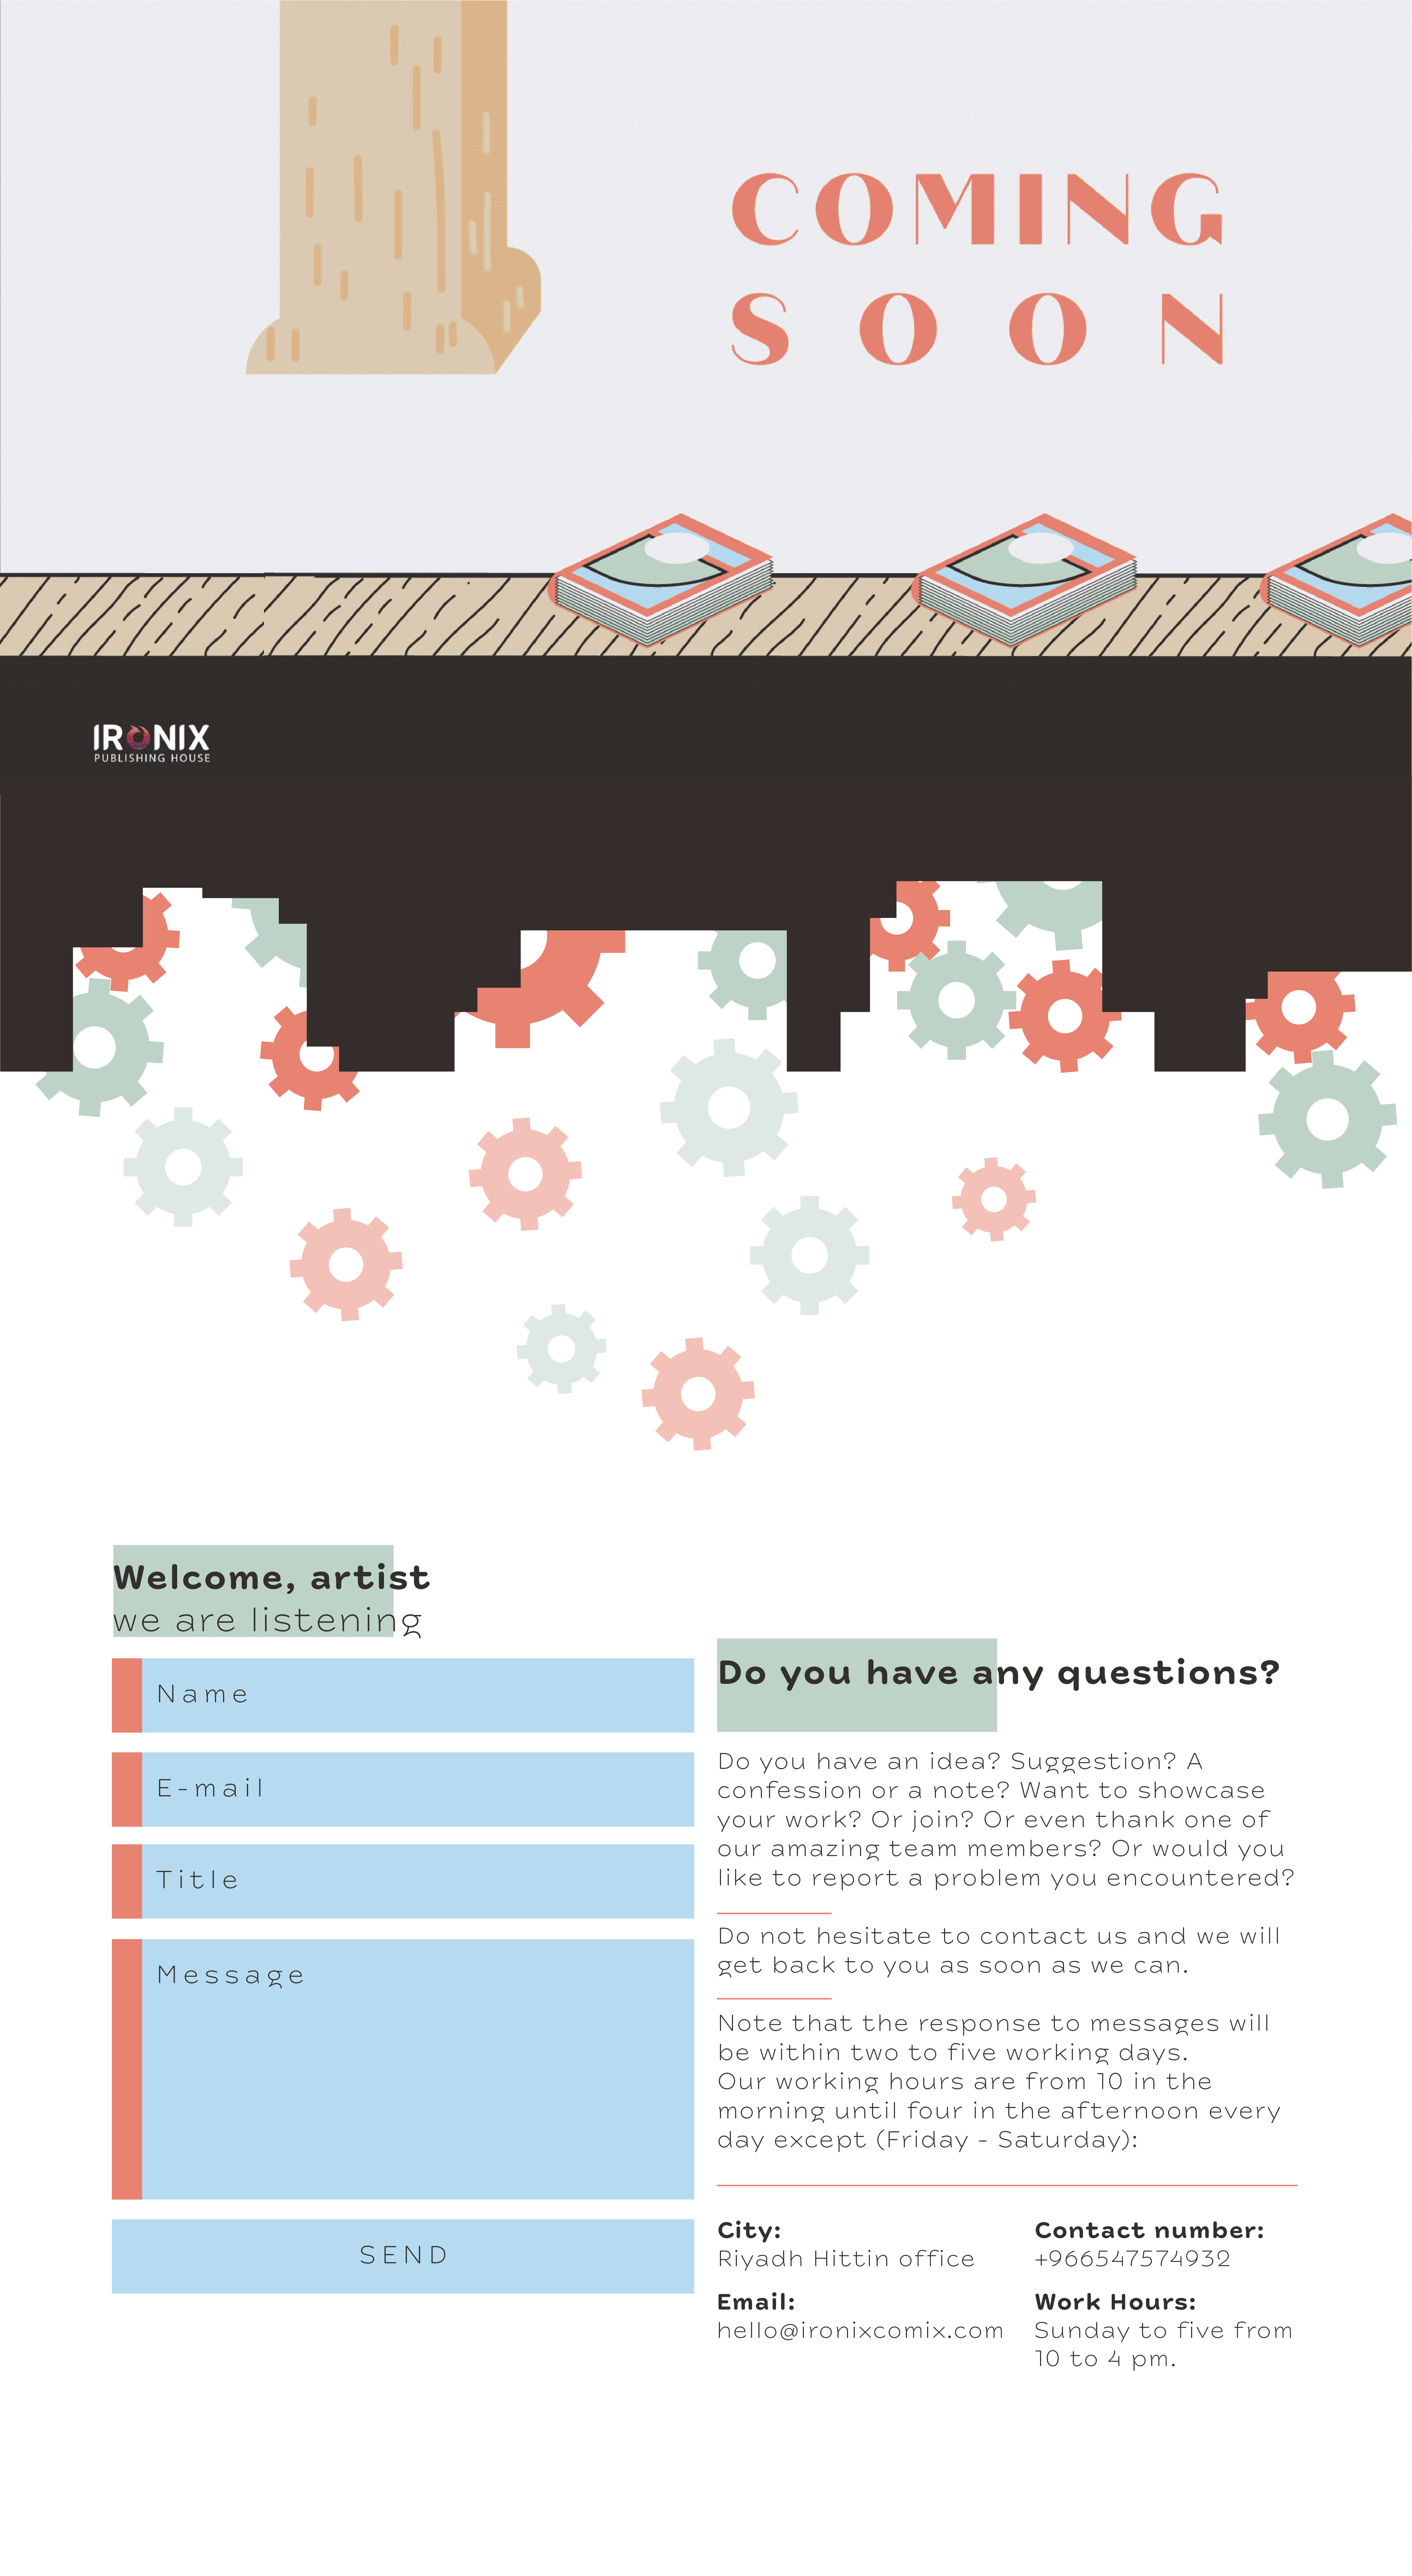 COMING
SOON
IRONIX
PUBLISHING HOUSE
Welcome, artist
we are listening
Name
E-mail
Title
Message
SEND
Do you have any questions?
Do you have an idea? Suggestion? A
confession or a note? Want to showcase
your work? Or join? Or even thank one of
our amazing team members? Or would you
like to report a problem you encountered?
Do not hesitate to contact us and we will
get back to you as soon as we can.
Note that the response to messages will
be within two to five working days.
Our working hours are from 10 in the
morning until four in the afternoon every
day except (Friday - Saturday):
City:
Riyadh Hittin office
Contact number:
+966547574932
Email:
hello@ironixcomix.com
Work Hours:
Sunday to five from
10 to 4 pm.